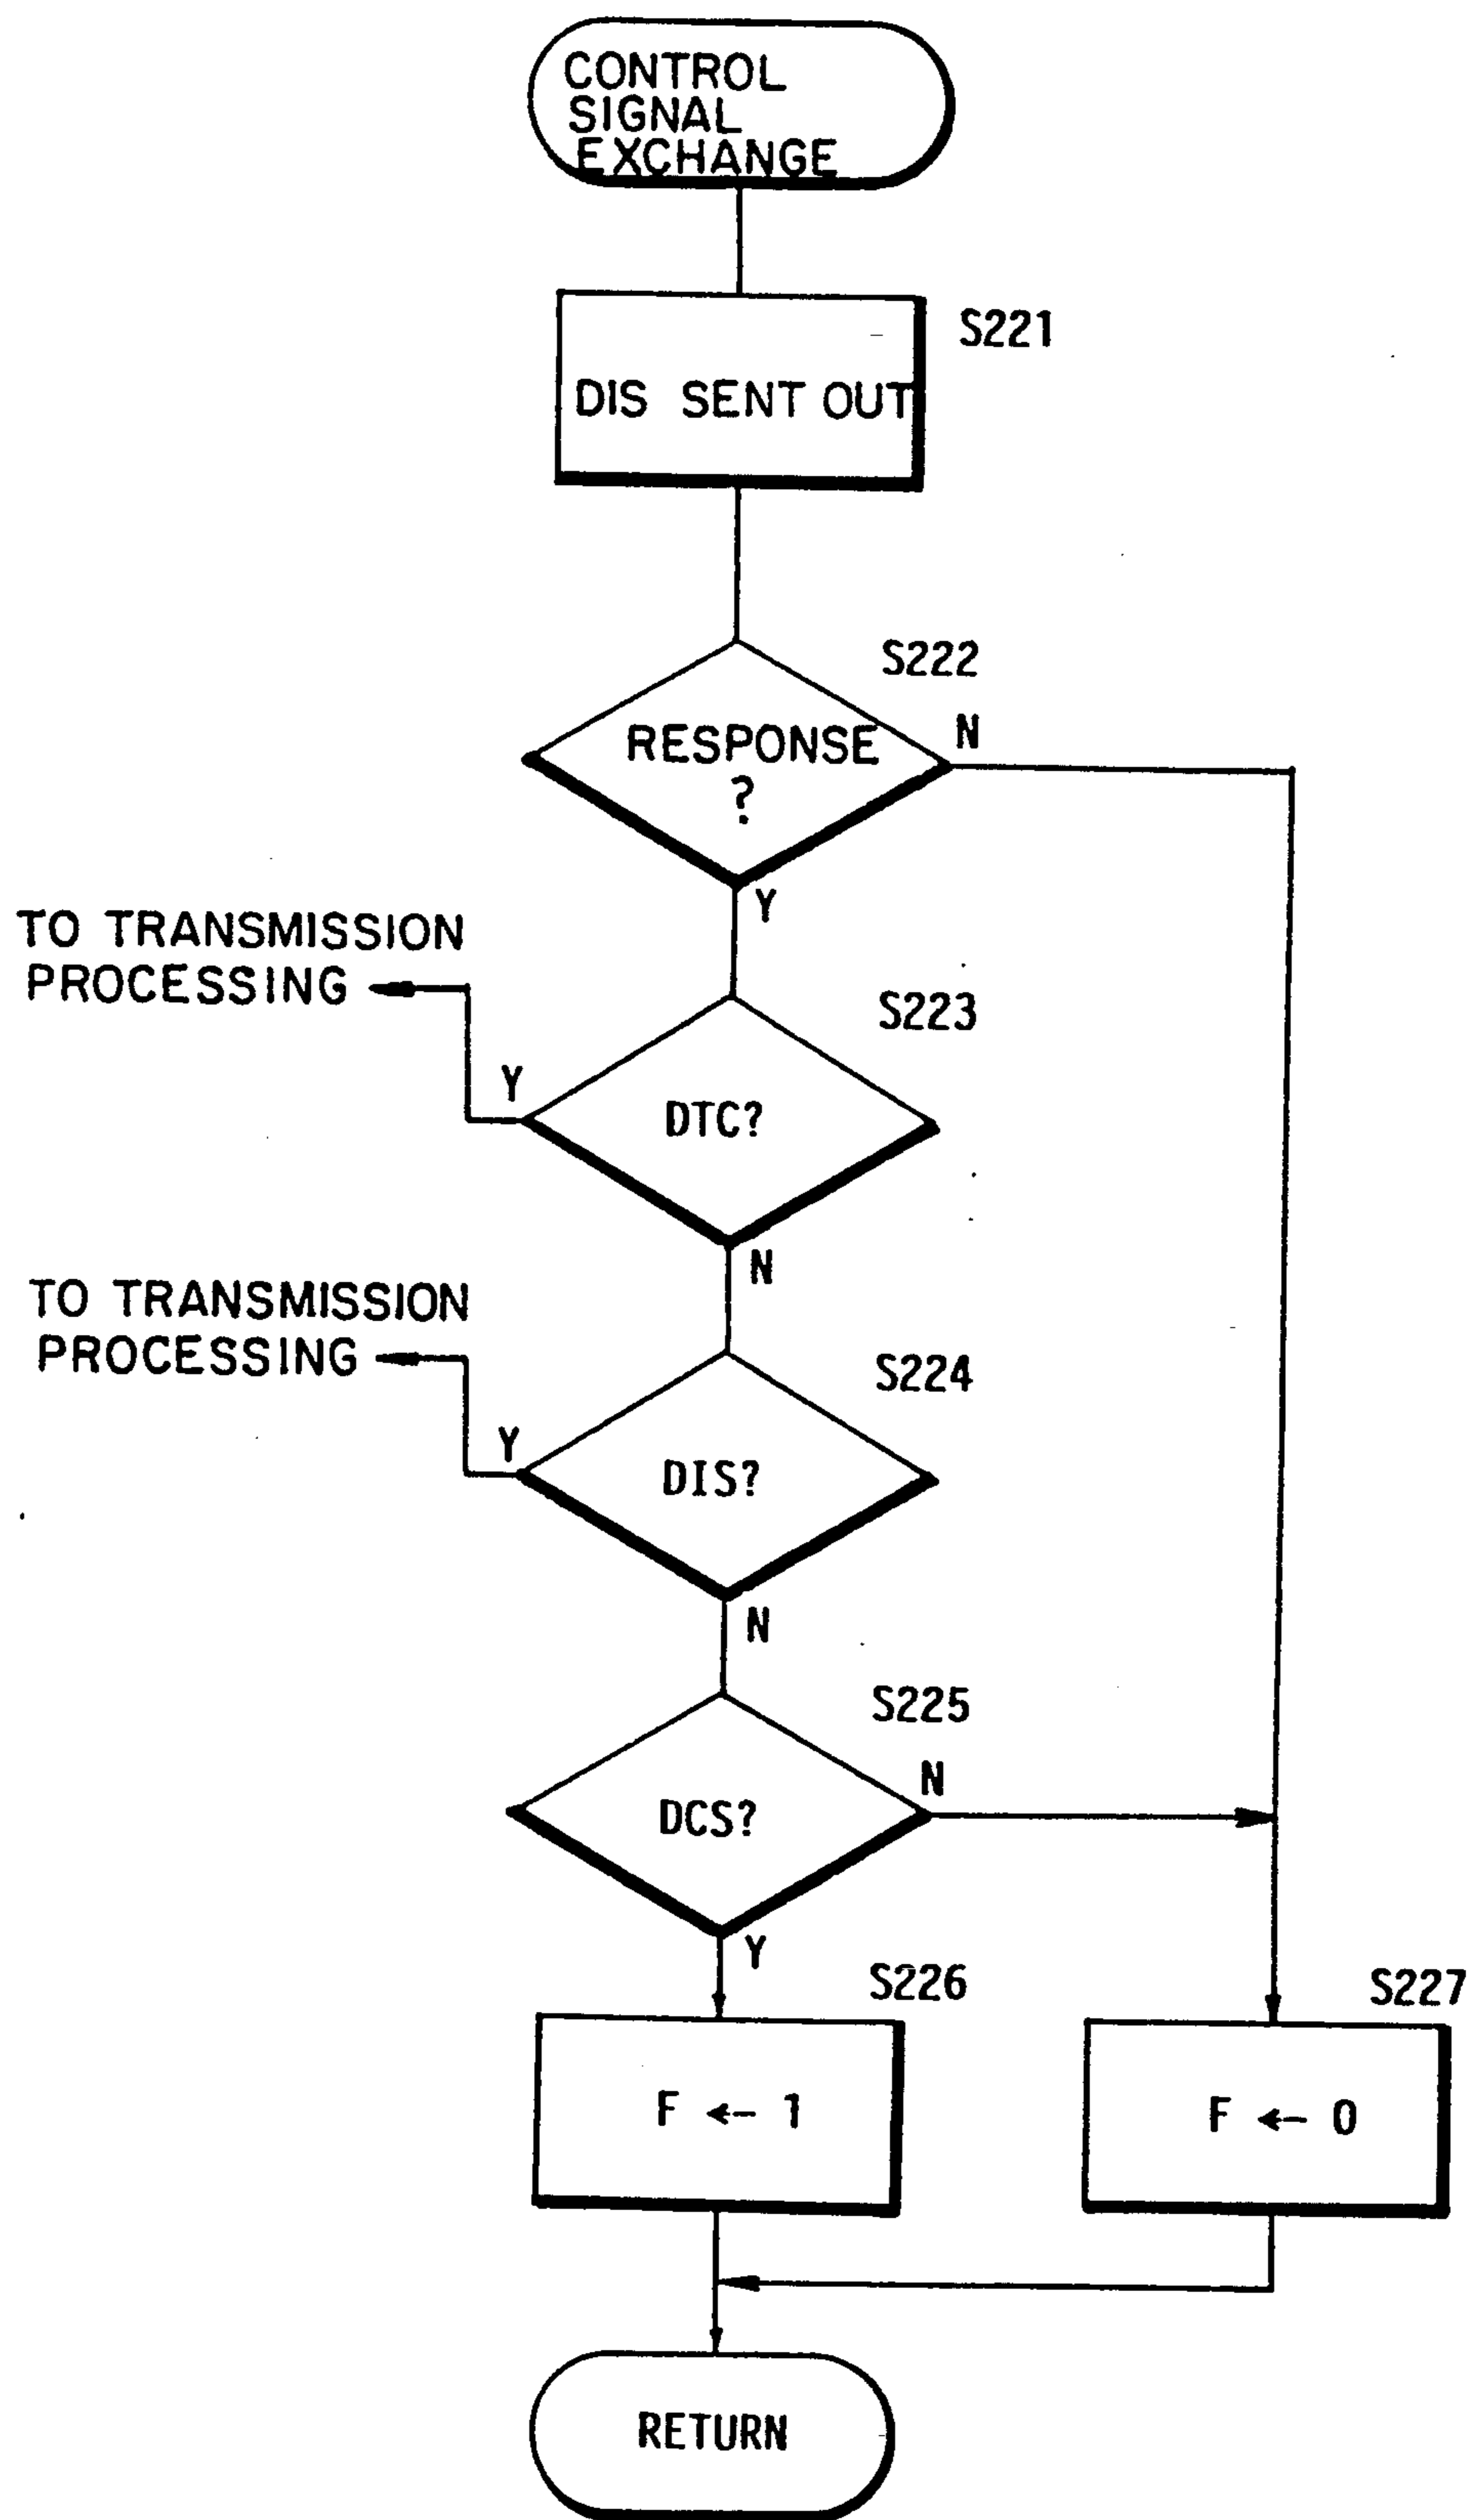 CONTROL
SIGNAL
EXCHANGE
S221
DIS SENT OUT
S222
RESPONSE
?
N
Y
TO TRANSMISSION
PROCESSING
S223
Y
DTC?
N
TO TRANSMISSION
PROCESSING
S224
Y
DIS?
N
S225
N
DCS?
Y
S226
S227
F ← 1
F ← 0
RETURN